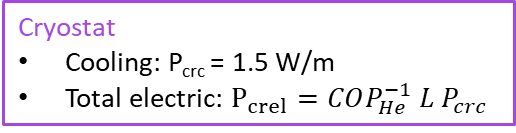 Cryostat
• Cooling: P_crc = 1.5 W/m
• Total electric: P_crel = COP_He^-1 L P_crc